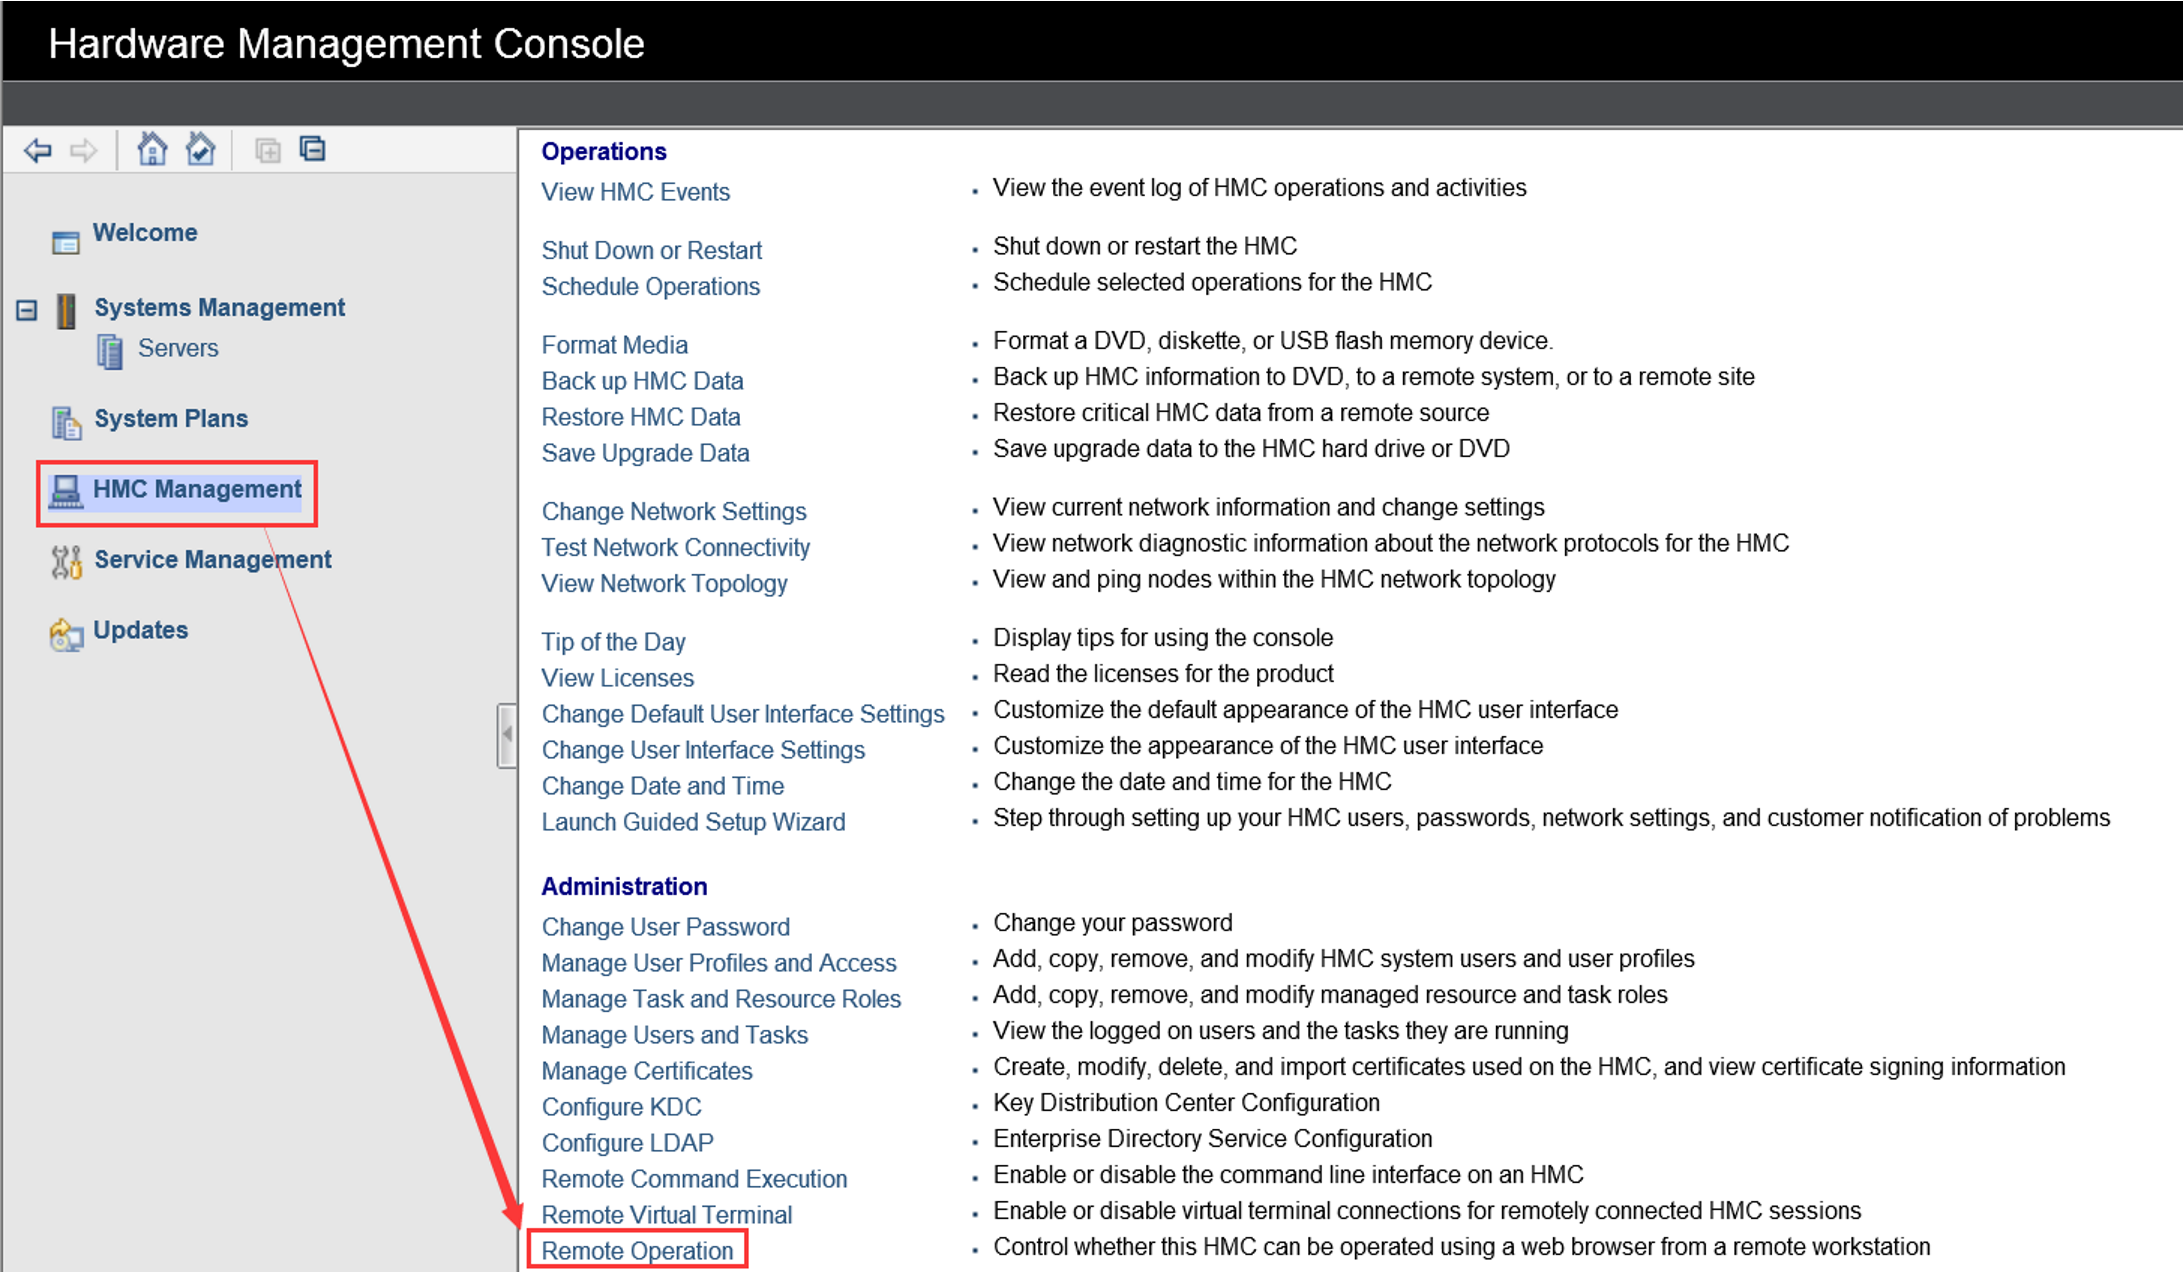 Hardware Management Console
Welcome
Systems Management
Servers
System Plans
HMC Management
Service Management
Updates
Operations
View HMC Events • View the event log of HMC operations and activities
Shut Down or Restart • Shut down or restart the HMC
Schedule Operations • Schedule selected operations for the HMC
Format Media • Format a DVD, diskette, or USB flash memory device.
Back up HMC Data • Back up HMC information to DVD, to a remote system, or to a remote site
Restore HMC Data • Restore critical HMC data from a remote source
Save Upgrade Data • Save upgrade data to the HMC hard drive or DVD
Change Network Settings • View current network information and change settings
Test Network Connectivity • View network diagnostic information about the network protocols for the HMC
View Network Topology • View and ping nodes within the HMC network topology
Tip of the Day • Display tips for using the console
View Licenses • Read the licenses for the product
Change Default User Interface Settings • Customize the default appearance of the HMC user interface
Change User Interface Settings • Customize the appearance of the HMC user interface
Change Date and Time • Change the date and time for the HMC
Launch Guided Setup Wizard • Step through setting up your HMC users, passwords, network settings, and customer notification of problems
Administration
Change User Password • Change your password
Manage User Profiles and Access • Add, copy, remove, and modify HMC system users and user profiles
Manage Task and Resource Roles • Add, copy, remove, and modify managed resource and task roles
Manage Users and Tasks • View the logged on users and the tasks they are running
Manage Certificates • Create, modify, delete, and import certificates used on the HMC, and view certificate signing information
Configure KDC • Key Distribution Center Configuration
Configure LDAP • Enterprise Directory Service Configuration
Remote Command Execution • Enable or disable the command line interface on an HMC
Remote Virtual Terminal • Enable or disable virtual terminal connections for remotely connected HMC sessions
Remote Operation • Control whether this HMC can be operated using a web browser from a remote workstation